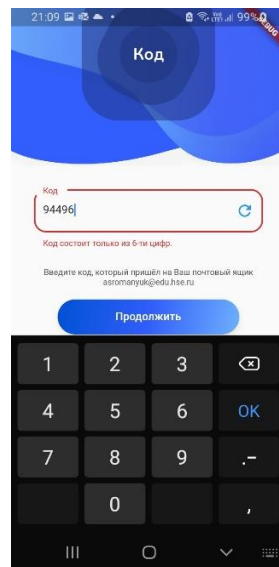 21:09 99%
DEBUG
Код
Код
94496
Код состоит только из 6-ти цифр.
Введите код, который пришёл на Ваш почтовый ящик
asromanyuk@edu.hse.ru
Продолжить
1 2 3
4 5 6 OK
7 8 9 .–
0 ,